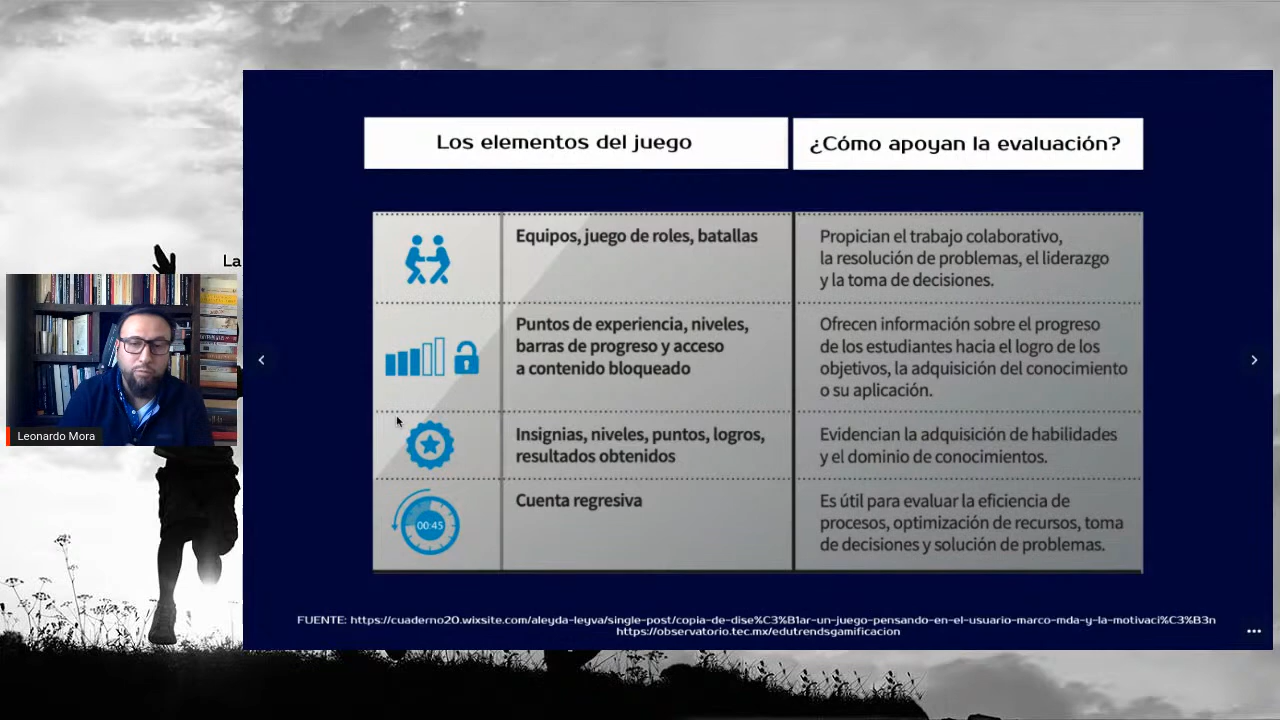 Los elementos del juego
¿Cómo apoyan la evaluación?
Equipos, juego de roles, batallas
Propician el trabajo colaborativo,
la resolución de problemas, el liderazgo
y la toma de decisiones.
Puntos de experiencia, niveles,
barras de progreso y acceso
a contenido bloqueado
Ofrecen información sobre el progreso
de los estudiantes hacia el logro de los
objetivos, la adquisición del conocimiento
o su aplicación.
Insignias, niveles, puntos, logros,
resultados obtenidos
Evidencian la adquisición de habilidades
y el dominio de conocimientos.
00:45
Cuenta regresiva
Es útil para evaluar la eficiencia de
procesos, optimización de recursos, toma
de decisiones y solución de problemas.
FUENTE: https://cuaderno20.wixsite.com/aleyda-leyva/single-post/copia-de-dise%C3%B1ar-un-juego-pensando-en-el-usuario-marco-mda-y-la-motivaci%C3%B3n
https://observatorio.tec.mx/edutrendsgamificacion
La
Leonardo Mora